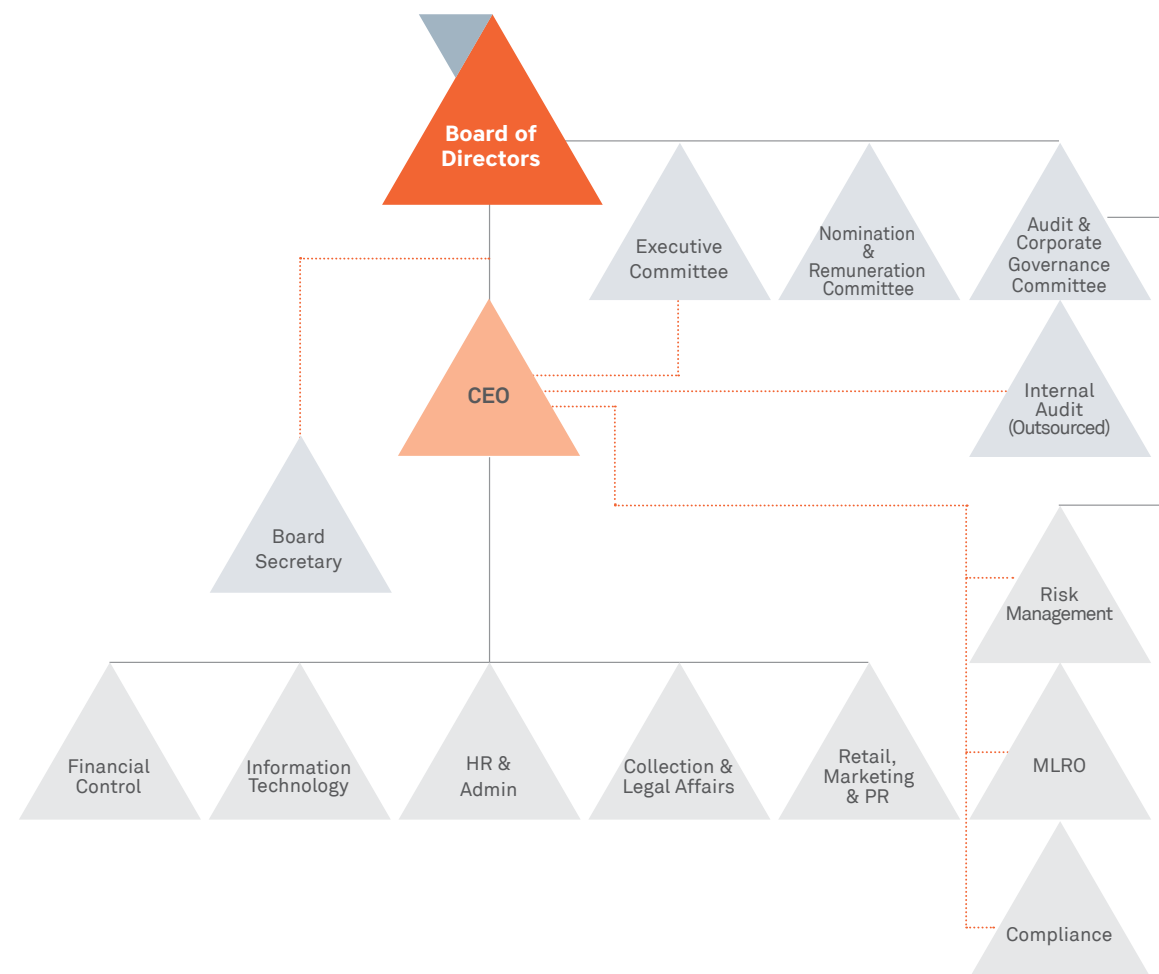 Board of
Directors
Executive
Committee
Nomination
&
Remuneration
Committee
Audit &
Corporate
Governance
Committee
CEO
Internal
Audit
(Outsourced)
Board
Secretary
Risk
Management
Financial
Control
Information
Technology
HR &
Admin
Collection &
Legal Affairs
Retail,
Marketing
& PR
MLRO
Compliance